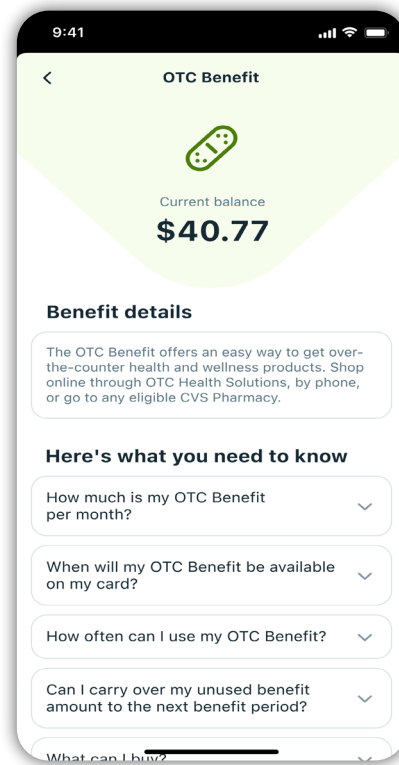 9:41
OTC Benefit
Current balance
$40.77
Benefit details
The OTC Benefit offers an easy way to get over-
the-counter health and wellness products. Shop
online through OTC Health Solutions, by phone,
or go to any eligible CVS Pharmacy.
Here's what you need to know
How much is my OTC Benefit
per month?
When will my OTC Benefit be available
on my card?
How often can I use my OTC Benefit?
Can I carry over my unused benefit
amount to the next benefit period?
What can I buy?